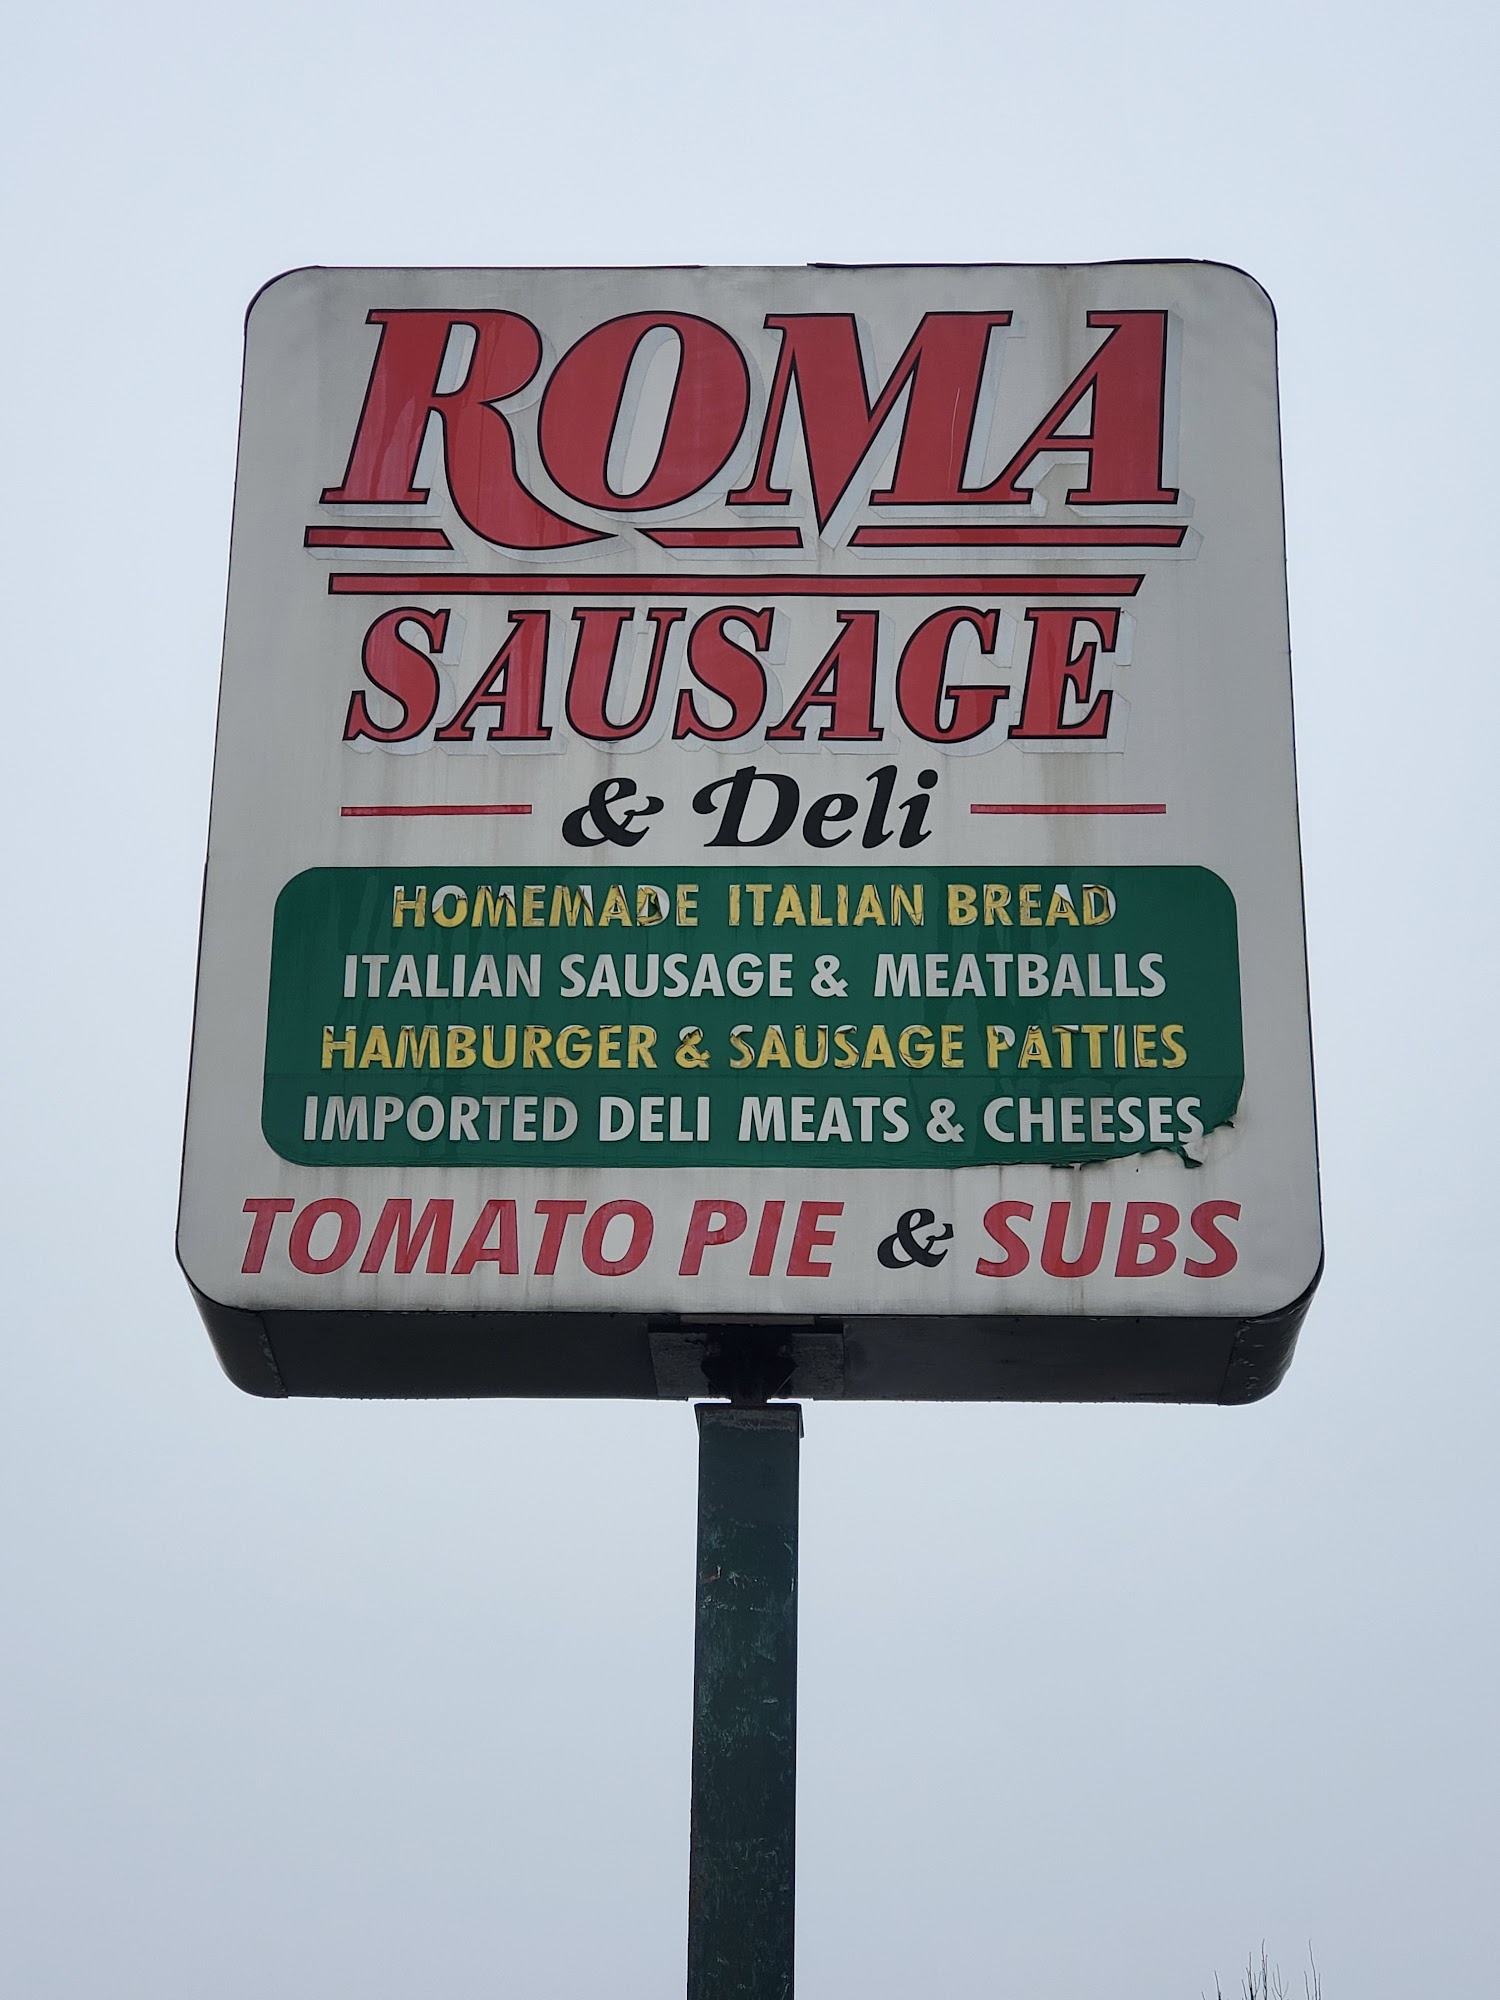 ROMA
SAUSAGE
& Deli
HOMEMADE ITALIAN BREAD
ITALIAN SAUSAGE & MEATBALLS
HAMBURGER & SAUSAGE PATTIES
IMPORTED DELI MEATS & CHEESES
TOMATO PIE & SUBS